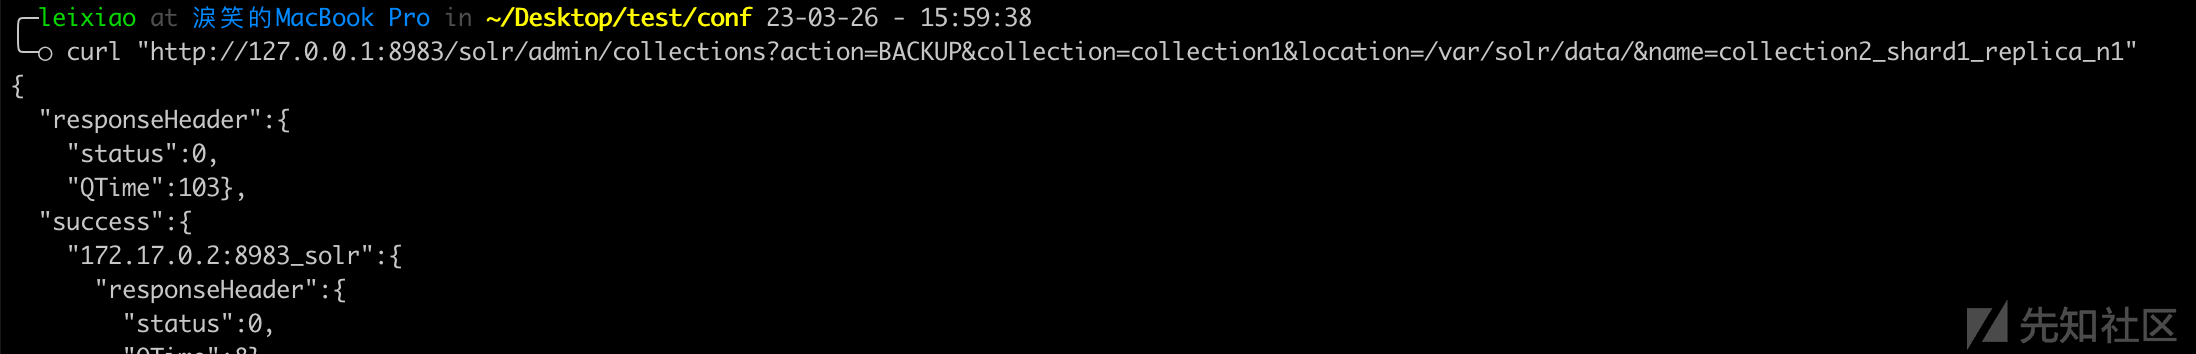 leixiao at 淚笑的MacBook Pro in ~/Desktop/test/conf 23-03-26 - 15:59:38
curl "http://127.0.0.1:8983/solr/admin/collections?action=BACKUP&collection=collection1&location=/var/solr/data/&name=collection2_shard1_replica_n1"
{
  "responseHeader":{
    "status":0,
    "QTime":103},
  "success":{
    "172.17.0.2:8983_solr":{
      "responseHeader":{
        "status":0,
        "QTime":8},
先知社区